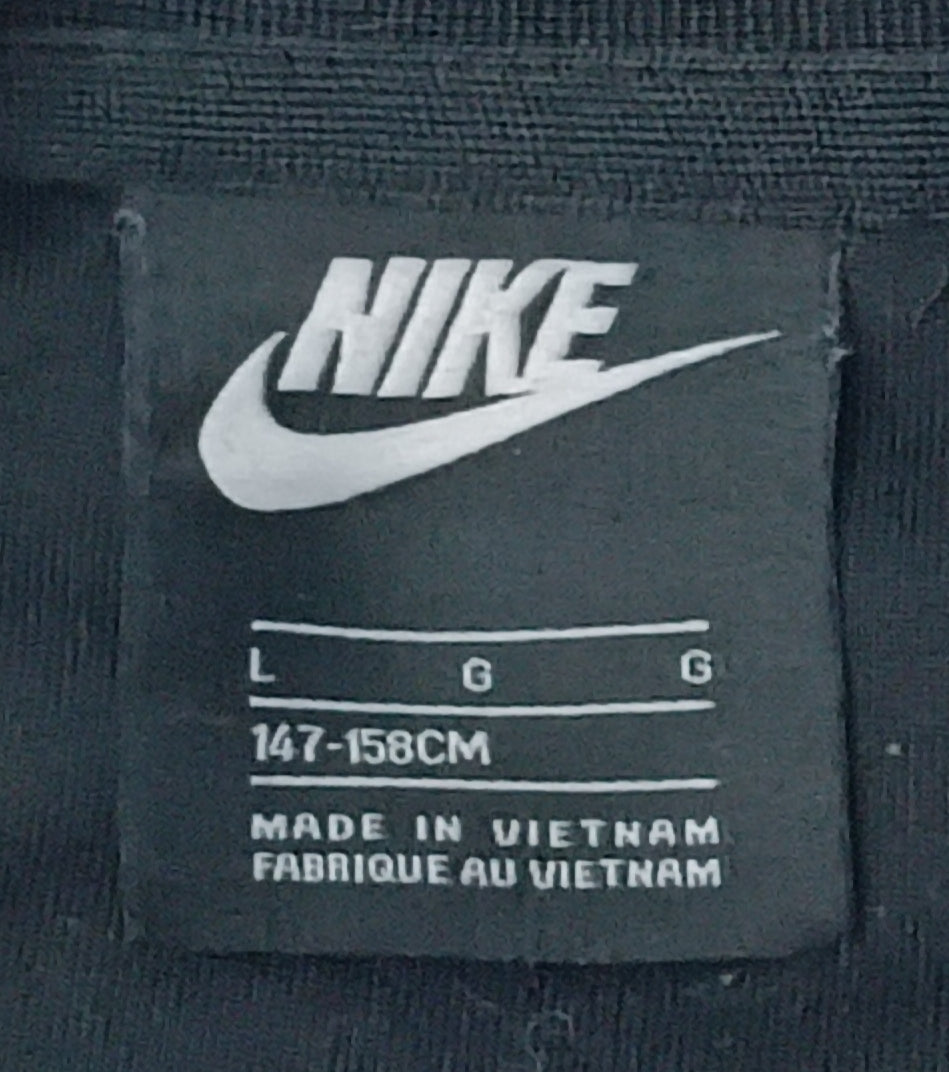 NIKE
L G G
147-158CM
MADE IN VIETNAM
FABRIQUE AU VIETNAM